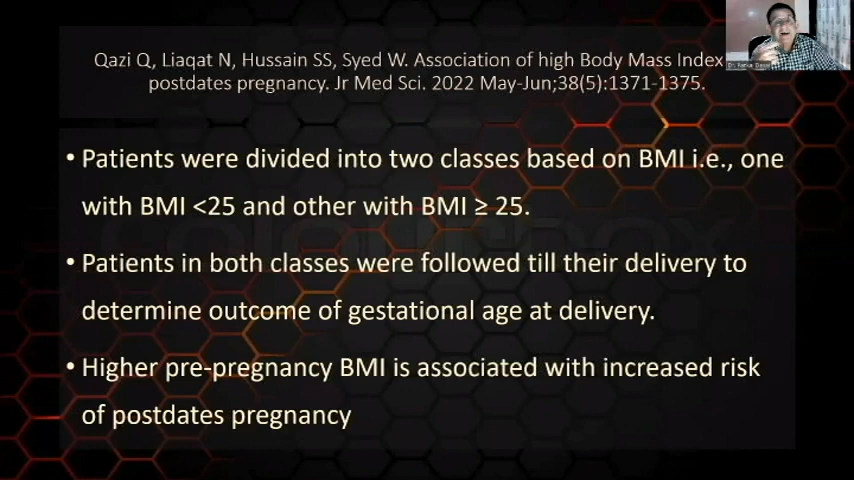 Qazi Q, Liaqat N, Hussain SS, Syed W. Association of high Body Mass Index
postdates pregnancy. Jr Med Sci. 2022 May-Jun;38(5):1371-1375.
• Patients were divided into two classes based on BMI i.e., one
with BMI <25 and other with BMI ≥ 25.
• Patients in both classes were followed till their delivery to
determine outcome of gestational age at delivery.
• Higher pre-pregnancy BMI is associated with increased risk
of postdates pregnancy